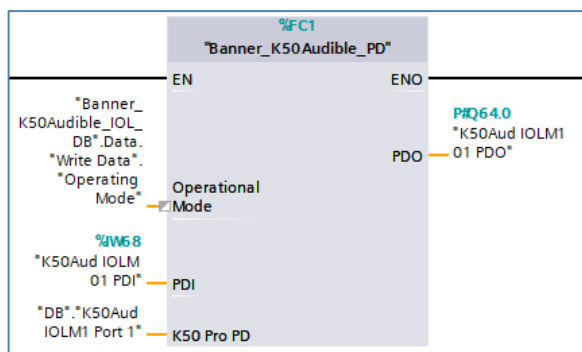 %FC1
"Banner_K50Audible_PD"
EN
ENO
"Banner_
K50Audible_IOL_
DB".Data.
"Write Data".
"Operating
Mode"
Operational
Mode
P#Q64.0
"K50Aud IOLM1
01 PDO"
PDO
%IW68
"K50Aud IOLM
01 PDI"
PDI
"DB"."K50Aud
IOLM1 Port 1"
K50 Pro PD